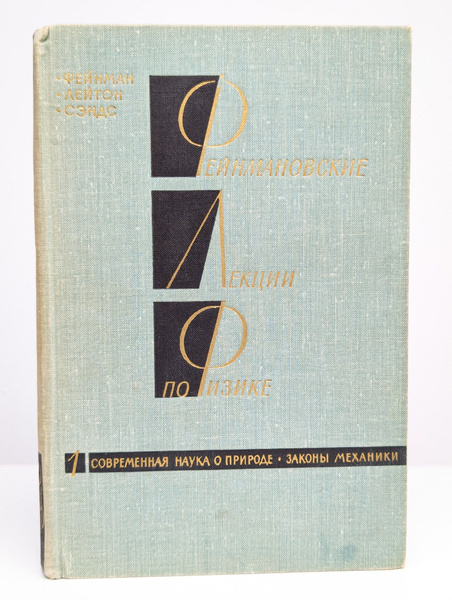 ФЕЙНМАН
• ЛЕЙТОН
• СЭНДС
ФЕЙНМАНОВСКИЕ
ЛЕКЦИИ
ПО ФИЗИКЕ
1 СОВРЕМЕННАЯ НАУКА О ПРИРОДЕ • ЗАКОНЫ МЕХАНИКИ